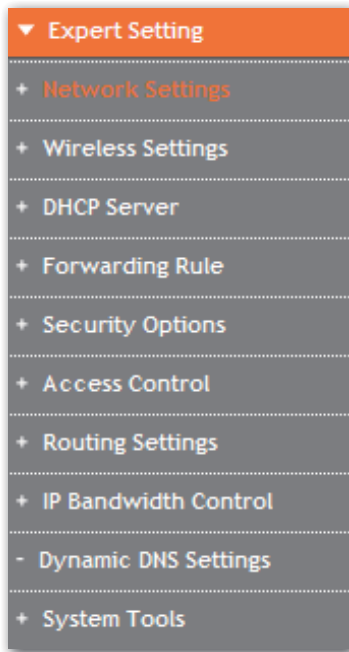 ▼ Expert Setting
+ Network Settings
+ Wireless Settings
+ DHCP Server
+ Forwarding Rule
+ Security Options
+ Access Control
+ Routing Settings
+ IP Bandwidth Control
- Dynamic DNS Settings
+ System Tools